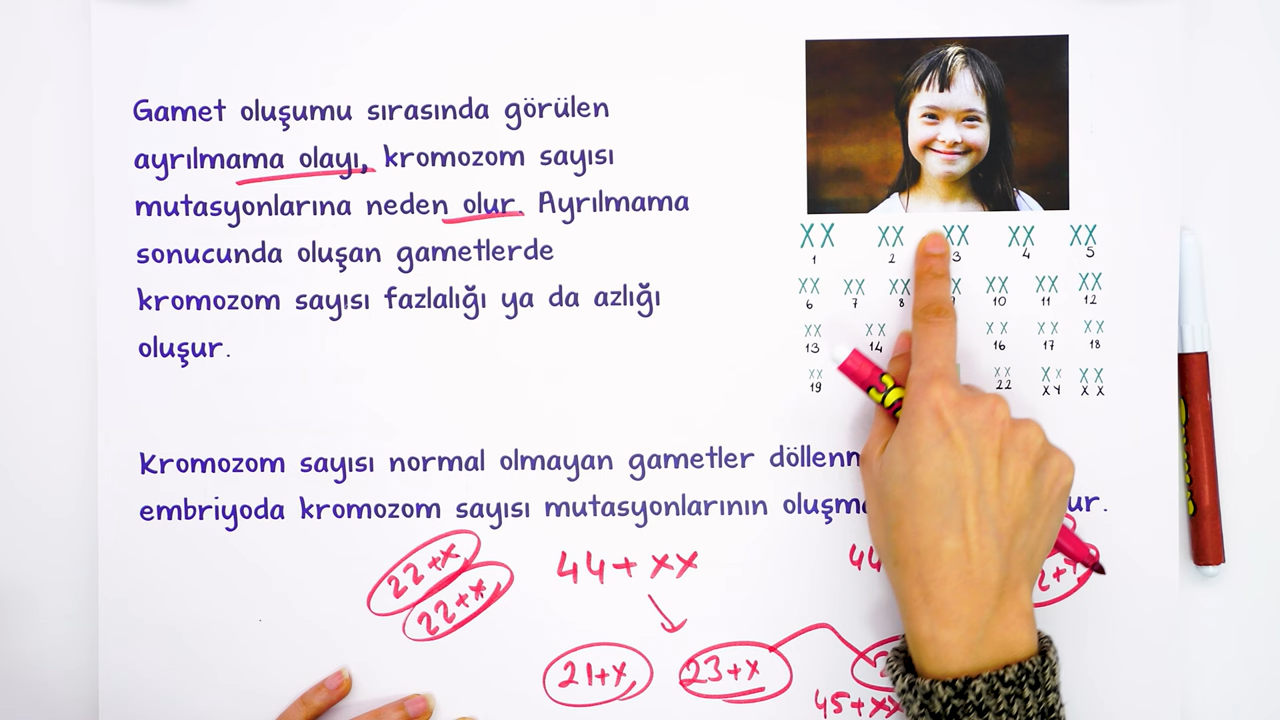 Gamet oluşumu sırasında görülen
ayrılmama olayı, kromozom sayısı
mutasyonlarına neden olur. Ayrılmama
sonucunda oluşan gametlerde
kromozom sayısı fazlalığı ya da azlığı
oluşur.
XX XX XX XX XX
1 2 3 4 5
XX XX XX XX XX XX
6 7 8 10 11 12
XX XX XX XX XX
13 14 16 17 18
XX XX XX XX
19 22 XY XX
Kromozom sayısı normal olmayan gametler
embriyoda kromozom sayısı mutasyonlarının
22+x
22+x
44+xx
44
21+x
23+x
45+xx